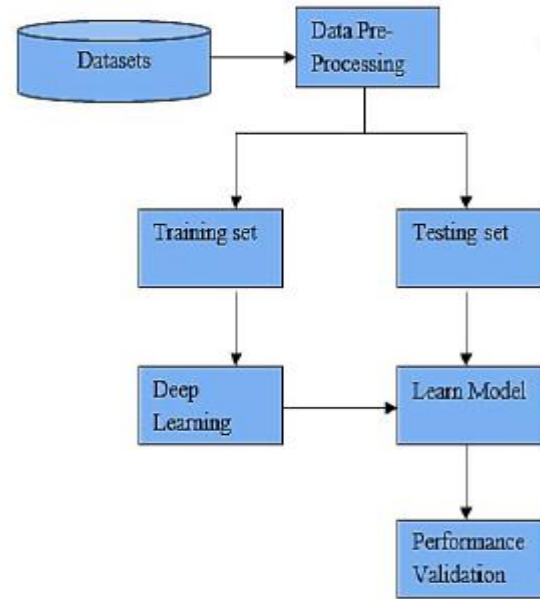 Datasets
Data Pre-
Processing
Training set
Testing set
Deep
Learning
Learn Model
Performance
Validation